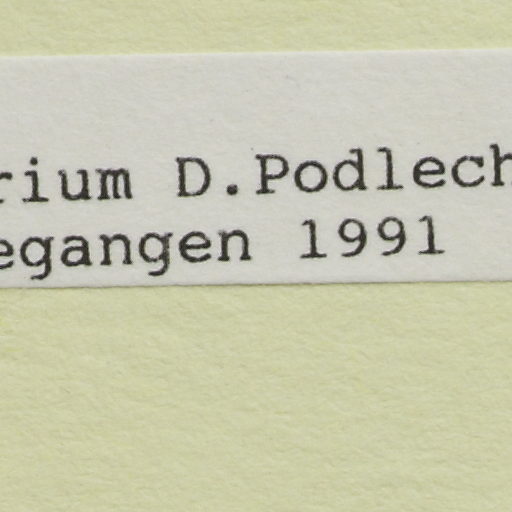 rium D.Podlech
egangen 1991